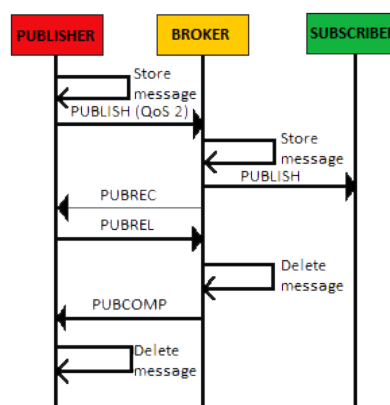 PUBLISHER
BROKER
SUBSCRIBER
Store
message
PUBLISH (QoS 2)
Store
message
PUBLISH
PUBREC
PUBREL
Delete
message
PUBCOMP
Delete
message